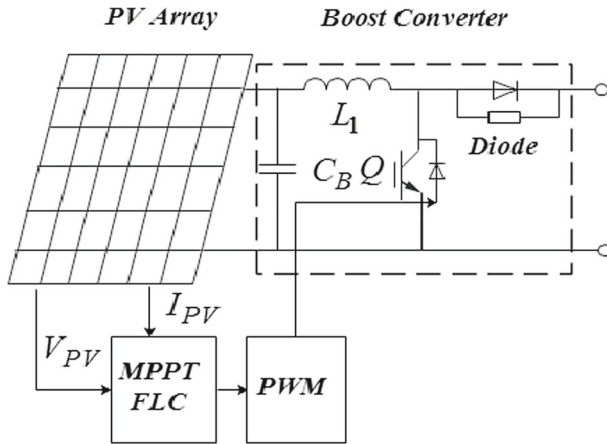 PV Array
Boost Converter
L1
Diode
CB
Q
IPV
VPV
MPPT
FLC
PWM